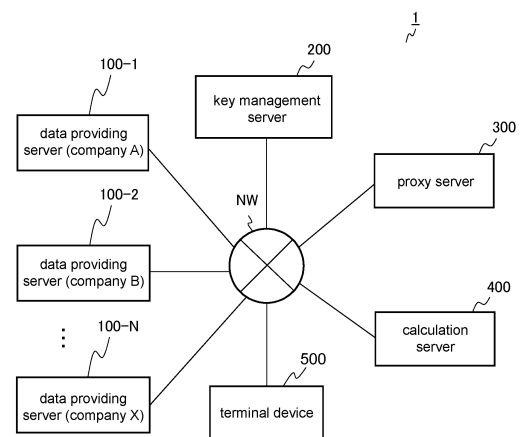 1
200
100-1
key management
server
data providing
server (company A)
300
proxy server
100-2
NW
data providing
server (company B)
400
calculation
server
⋮
100-N
500
data providing
server (company X)
terminal device